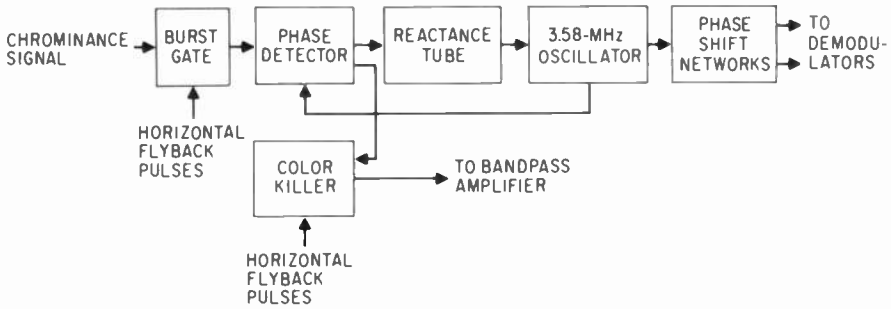 CHROMINANCE
SIGNAL
BURST
GATE
PHASE
DETECTOR
REACTANCE
TUBE
3.58-MHz
OSCILLATOR
PHASE
SHIFT
NETWORKS
TO
DEMODU-
LATORS
HORIZONTAL
FLYBACK
PULSES
COLOR
KILLER
TO BANDPASS
AMPLIFIER
HORIZONTAL
FLYBACK
PULSES